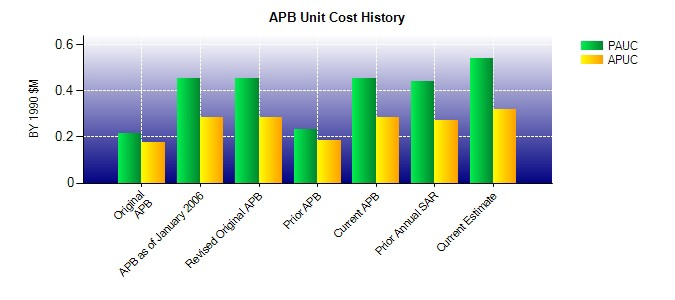 APB Unit Cost History
PAUC
APUC
BY 1990 $M
0.6
0.4
0.2
0
Original
APB
APB as of January 2006
Revised Original APB
Prior APB
Current APB
Prior Annual SAR
Current Estimate